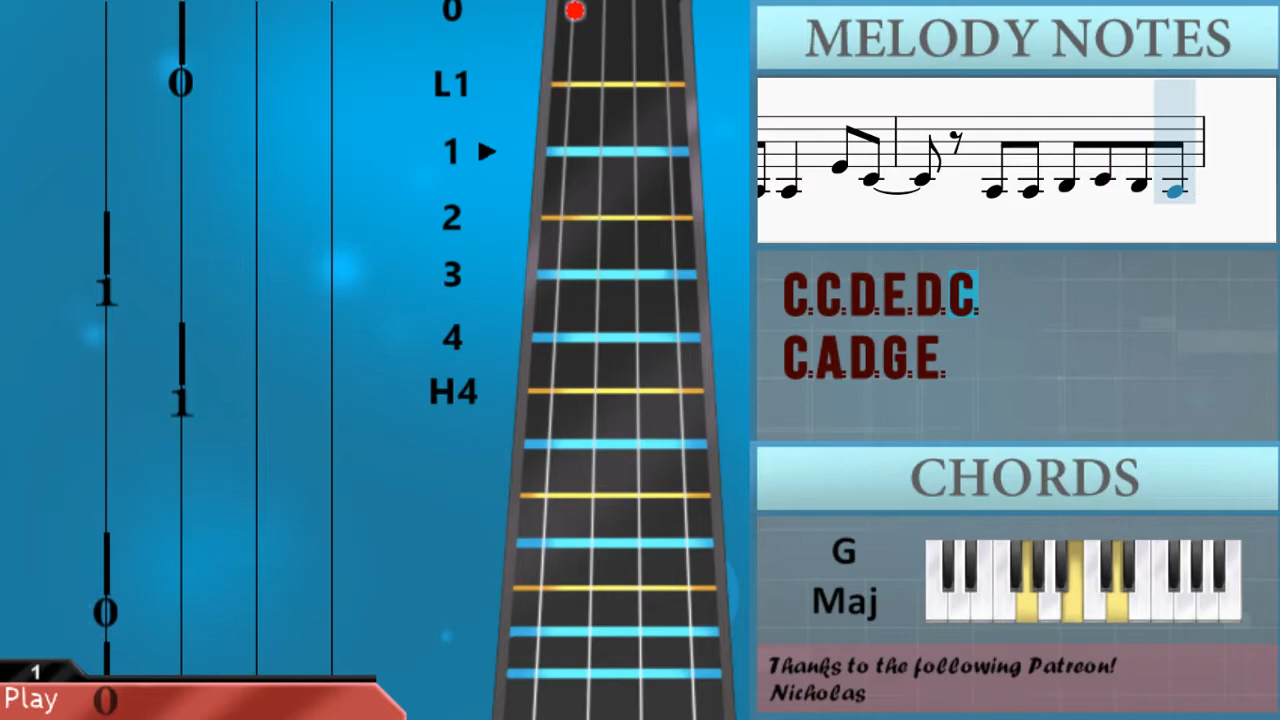 0
0
L1
1
2
1
3
4
1
H4
0
1
Play
0
MELODY NOTES
C.C.D.E.D.C.
C.A.D.G.E.
CHORDS
G
Maj
Thanks to the following Patreon!
Nicholas